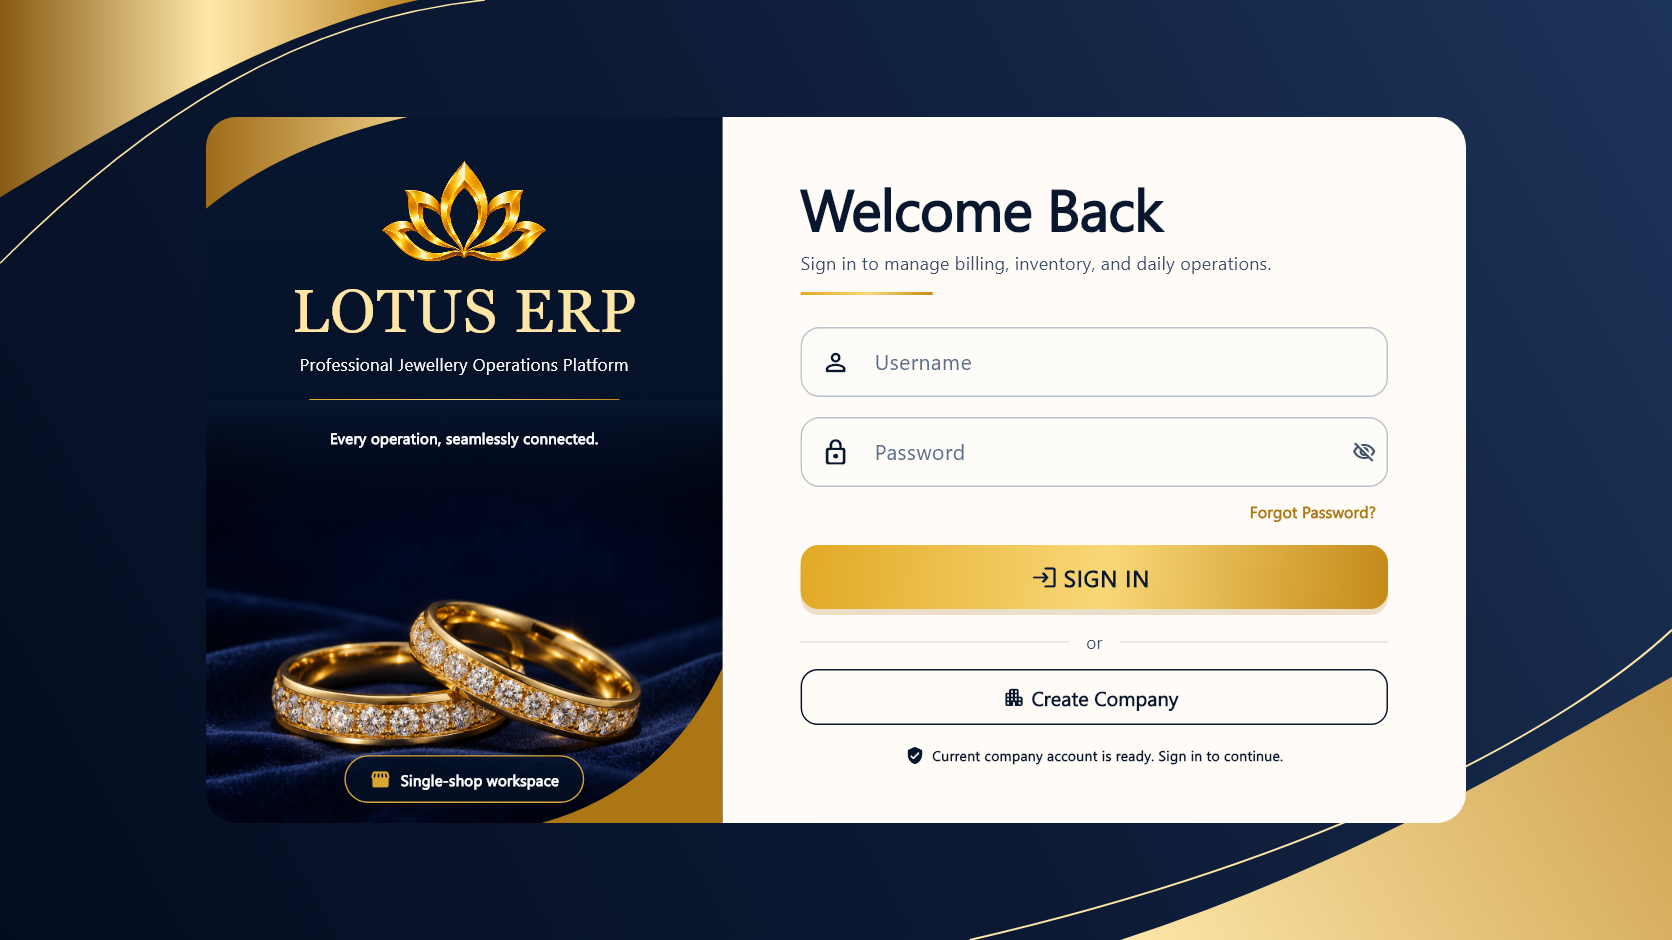 LOTUS ERP
Professional Jewellery Operations Platform
Every operation, seamlessly connected.
Single-shop workspace
Welcome Back
Sign in to manage billing, inventory, and daily operations.
Username
Password
Forgot Password?
SIGN IN
or
Create Company
Current company account is ready. Sign in to continue.